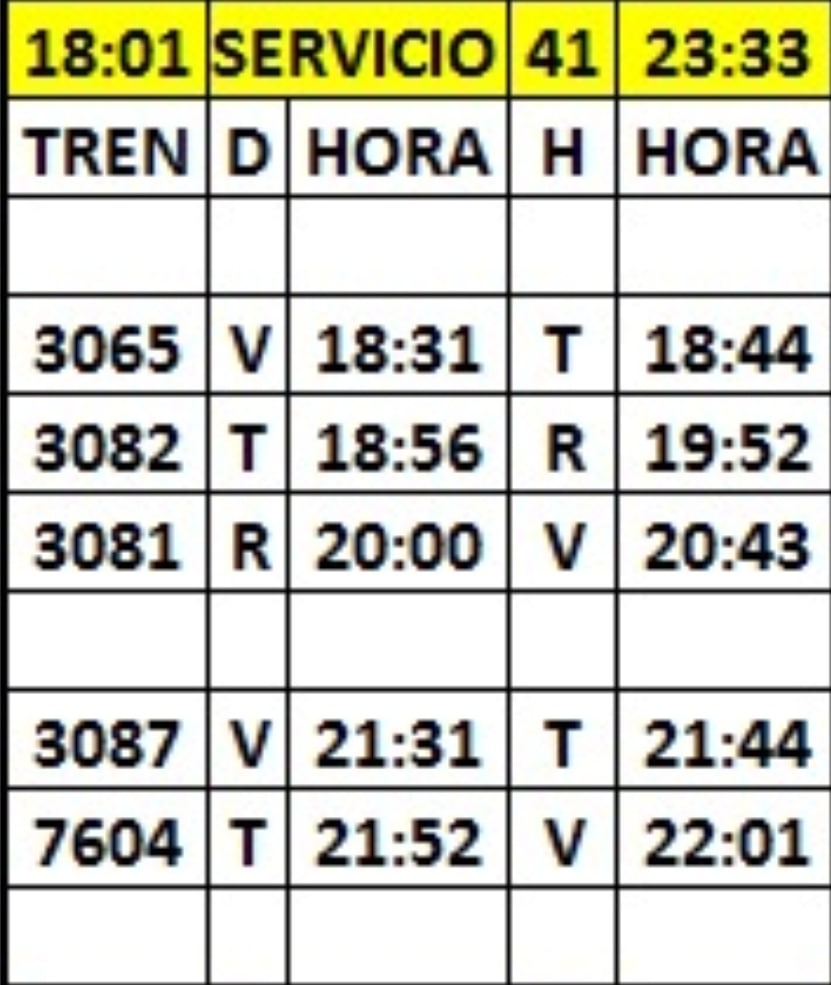 18:01 SERVICIO 41 23:33
TREN D HORA H HORA
3065 V 18:31 T 18:44
3082 T 18:56 R 19:52
3081 R 20:00 V 20:43
3087 V 21:31 T 21:44
7604 T 21:52 V 22:01